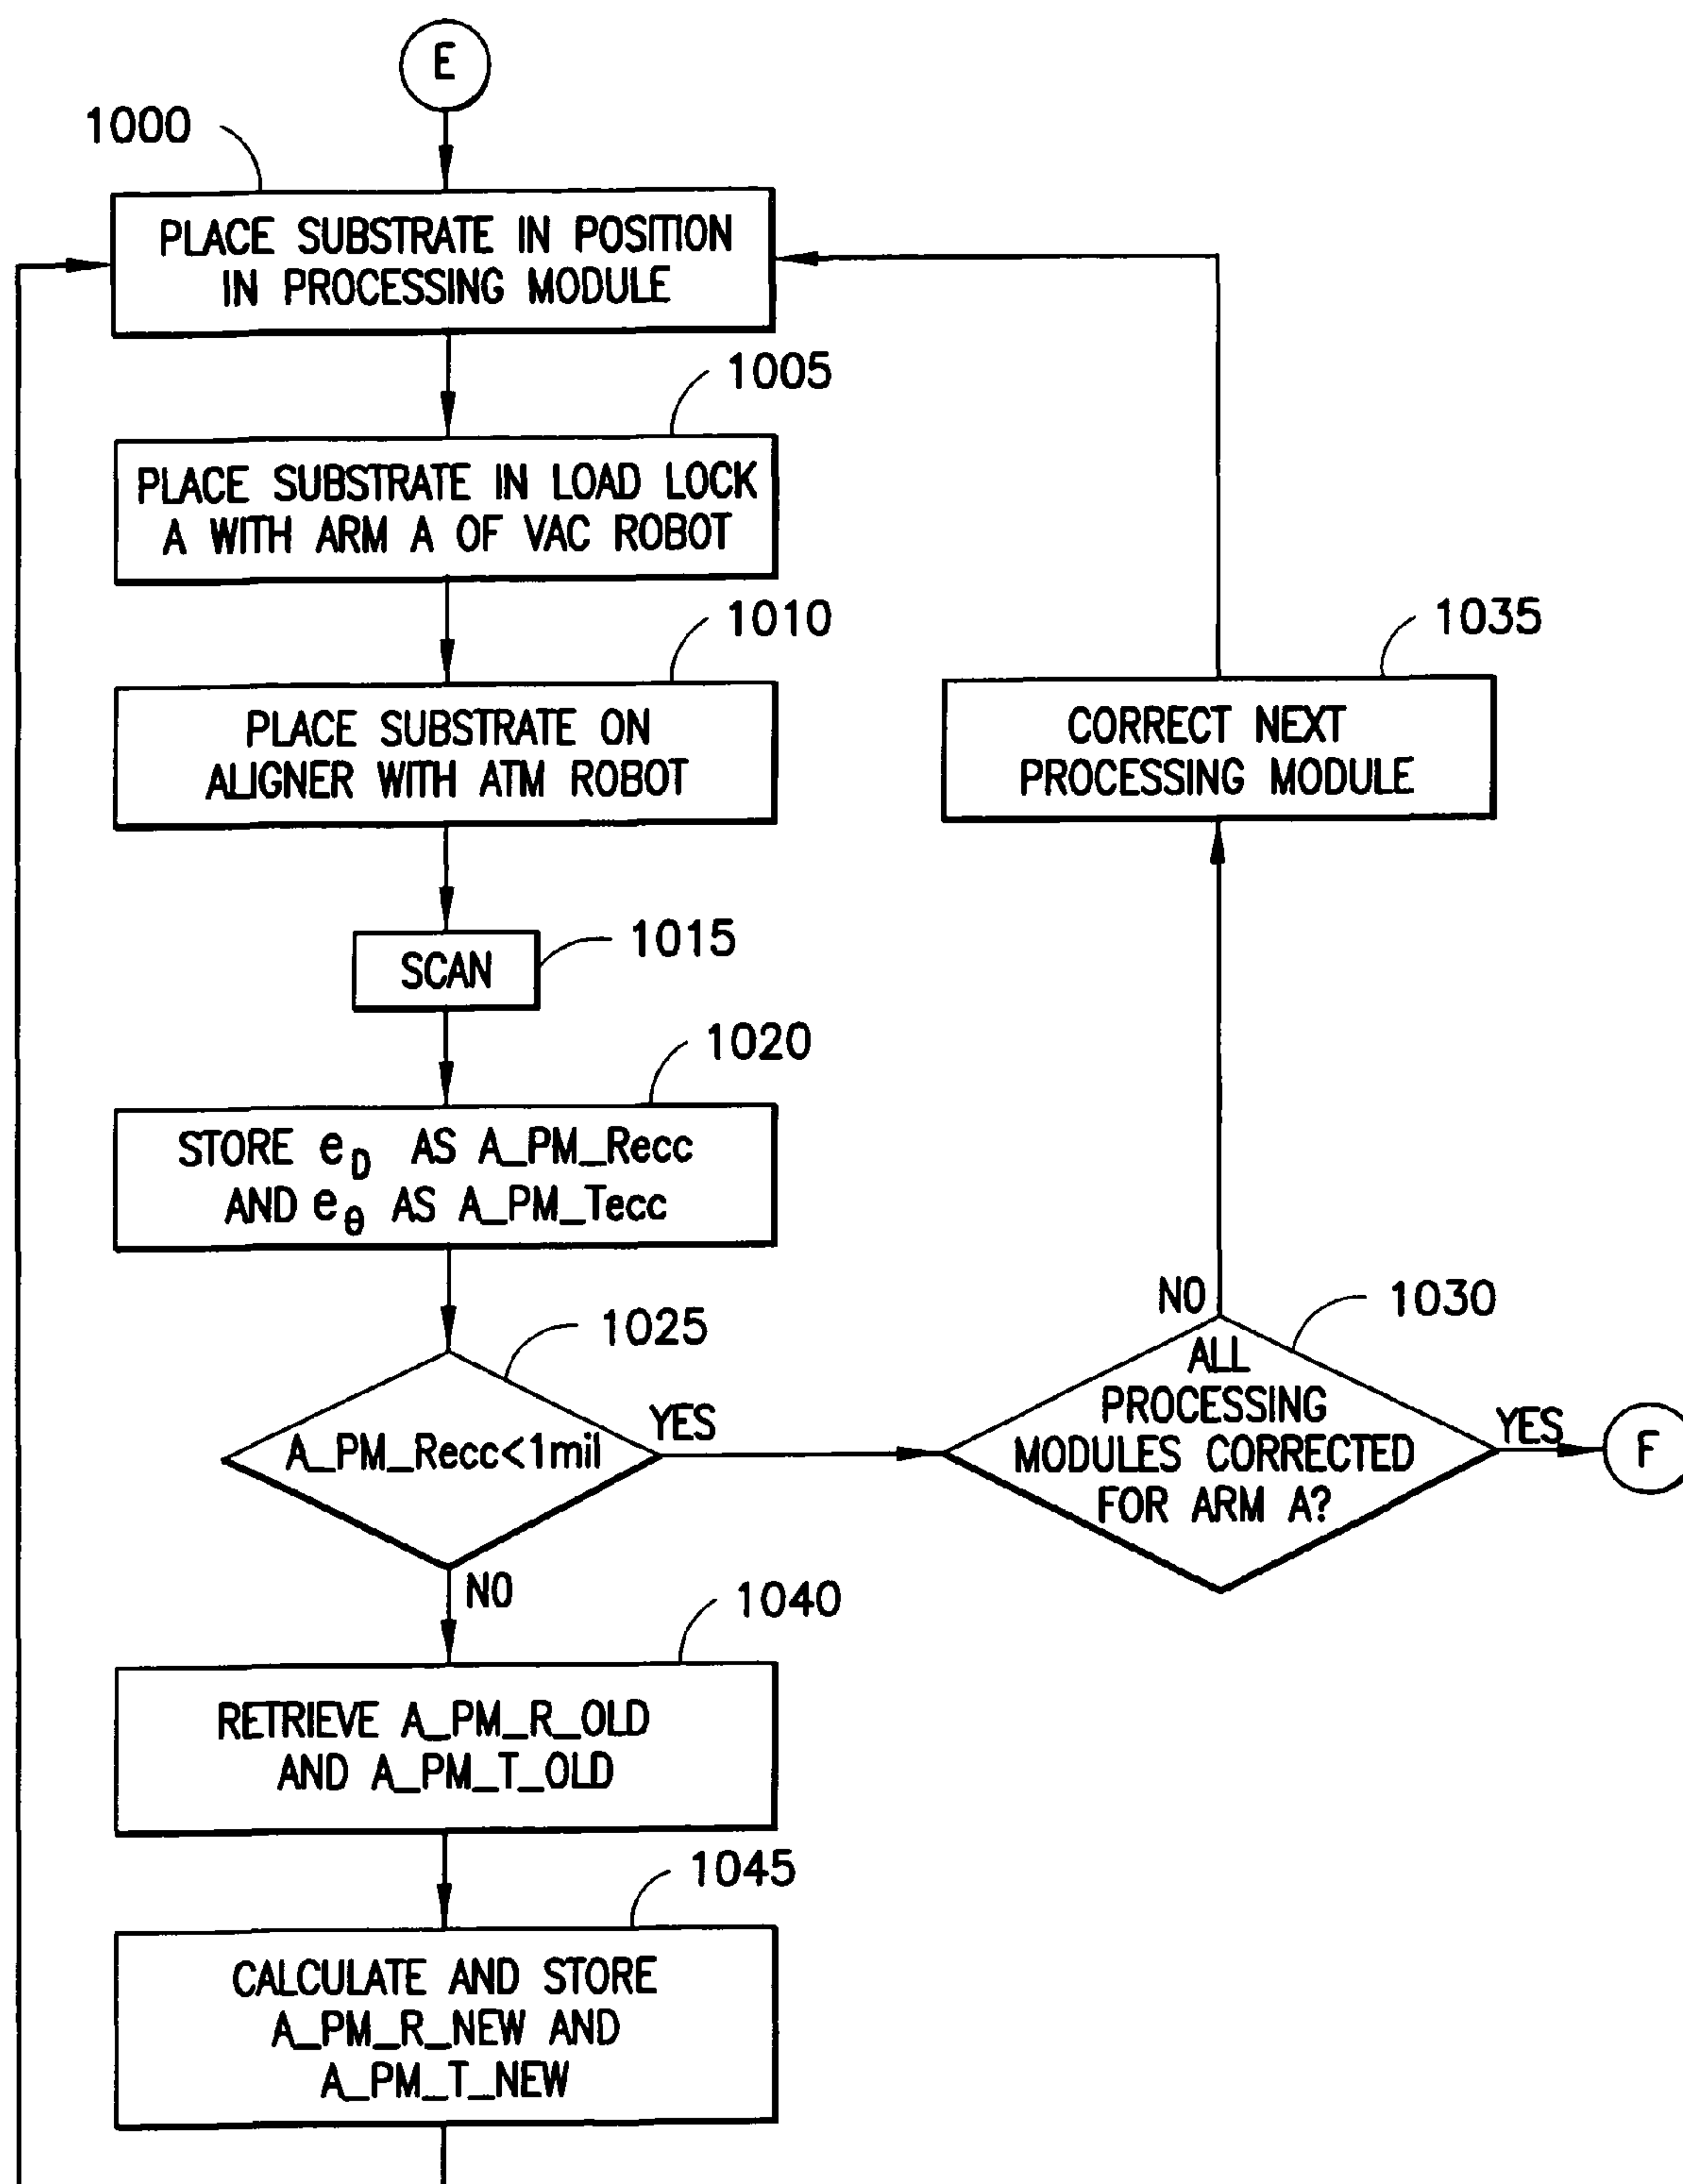 E
1000
PLACE SUBSTRATE IN POSITION
IN PROCESSING MODULE
1005
PLACE SUBSTRATE IN LOAD LOCK
A WITH ARM A OF VAC ROBOT
1010
PLACE SUBSTRATE ON
ALIGNER WITH ATM ROBOT
1015
SCAN
1020
STORE e_D AS A_PM_Recc
AND e_θ AS A_PM_Tecc
1025
A_PM_Recc<1mil
YES
NO
1030
ALL
PROCESSING
MODULES CORRECTED
FOR ARM A?
YES
F
NO
1035
CORRECT NEXT
PROCESSING MODULE
1040
RETRIEVE A_PM_R_OLD
AND A_PM_T_OLD
1045
CALCULATE AND STORE
A_PM_R_NEW AND
A_PM_T_NEW